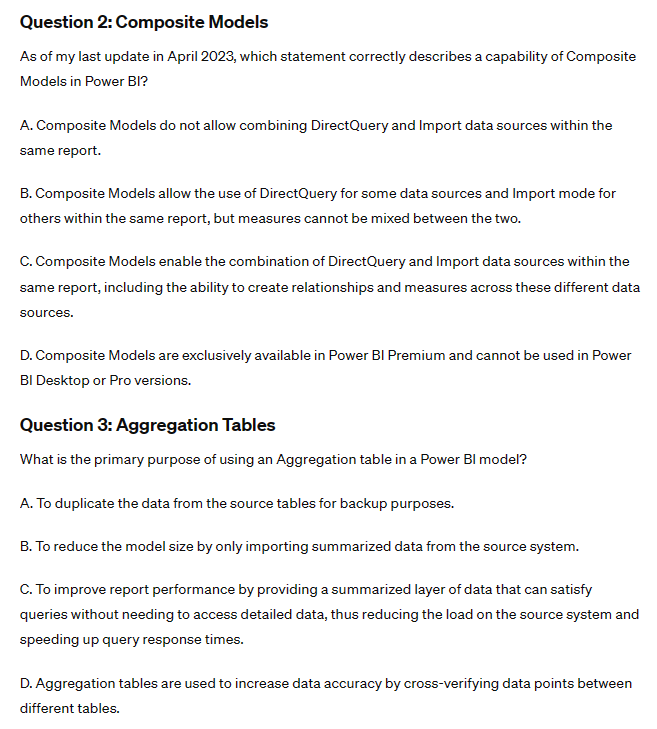 Question 2: Composite Models
As of my last update in April 2023, which statement correctly describes a capability of Composite
Models in Power BI?
A. Composite Models do not allow combining DirectQuery and Import data sources within the
same report.
B. Composite Models allow the use of DirectQuery for some data sources and Import mode for
others within the same report, but measures cannot be mixed between the two.
C. Composite Models enable the combination of DirectQuery and Import data sources within the
same report, including the ability to create relationships and measures across these different data
sources.
D. Composite Models are exclusively available in Power BI Premium and cannot be used in Power
BI Desktop or Pro versions.
Question 3: Aggregation Tables
What is the primary purpose of using an Aggregation table in a Power BI model?
A. To duplicate the data from the source tables for backup purposes.
B. To reduce the model size by only importing summarized data from the source system.
C. To improve report performance by providing a summarized layer of data that can satisfy
queries without needing to access detailed data, thus reducing the load on the source system and
speeding up query response times.
D. Aggregation tables are used to increase data accuracy by cross-verifying data points between
different tables.